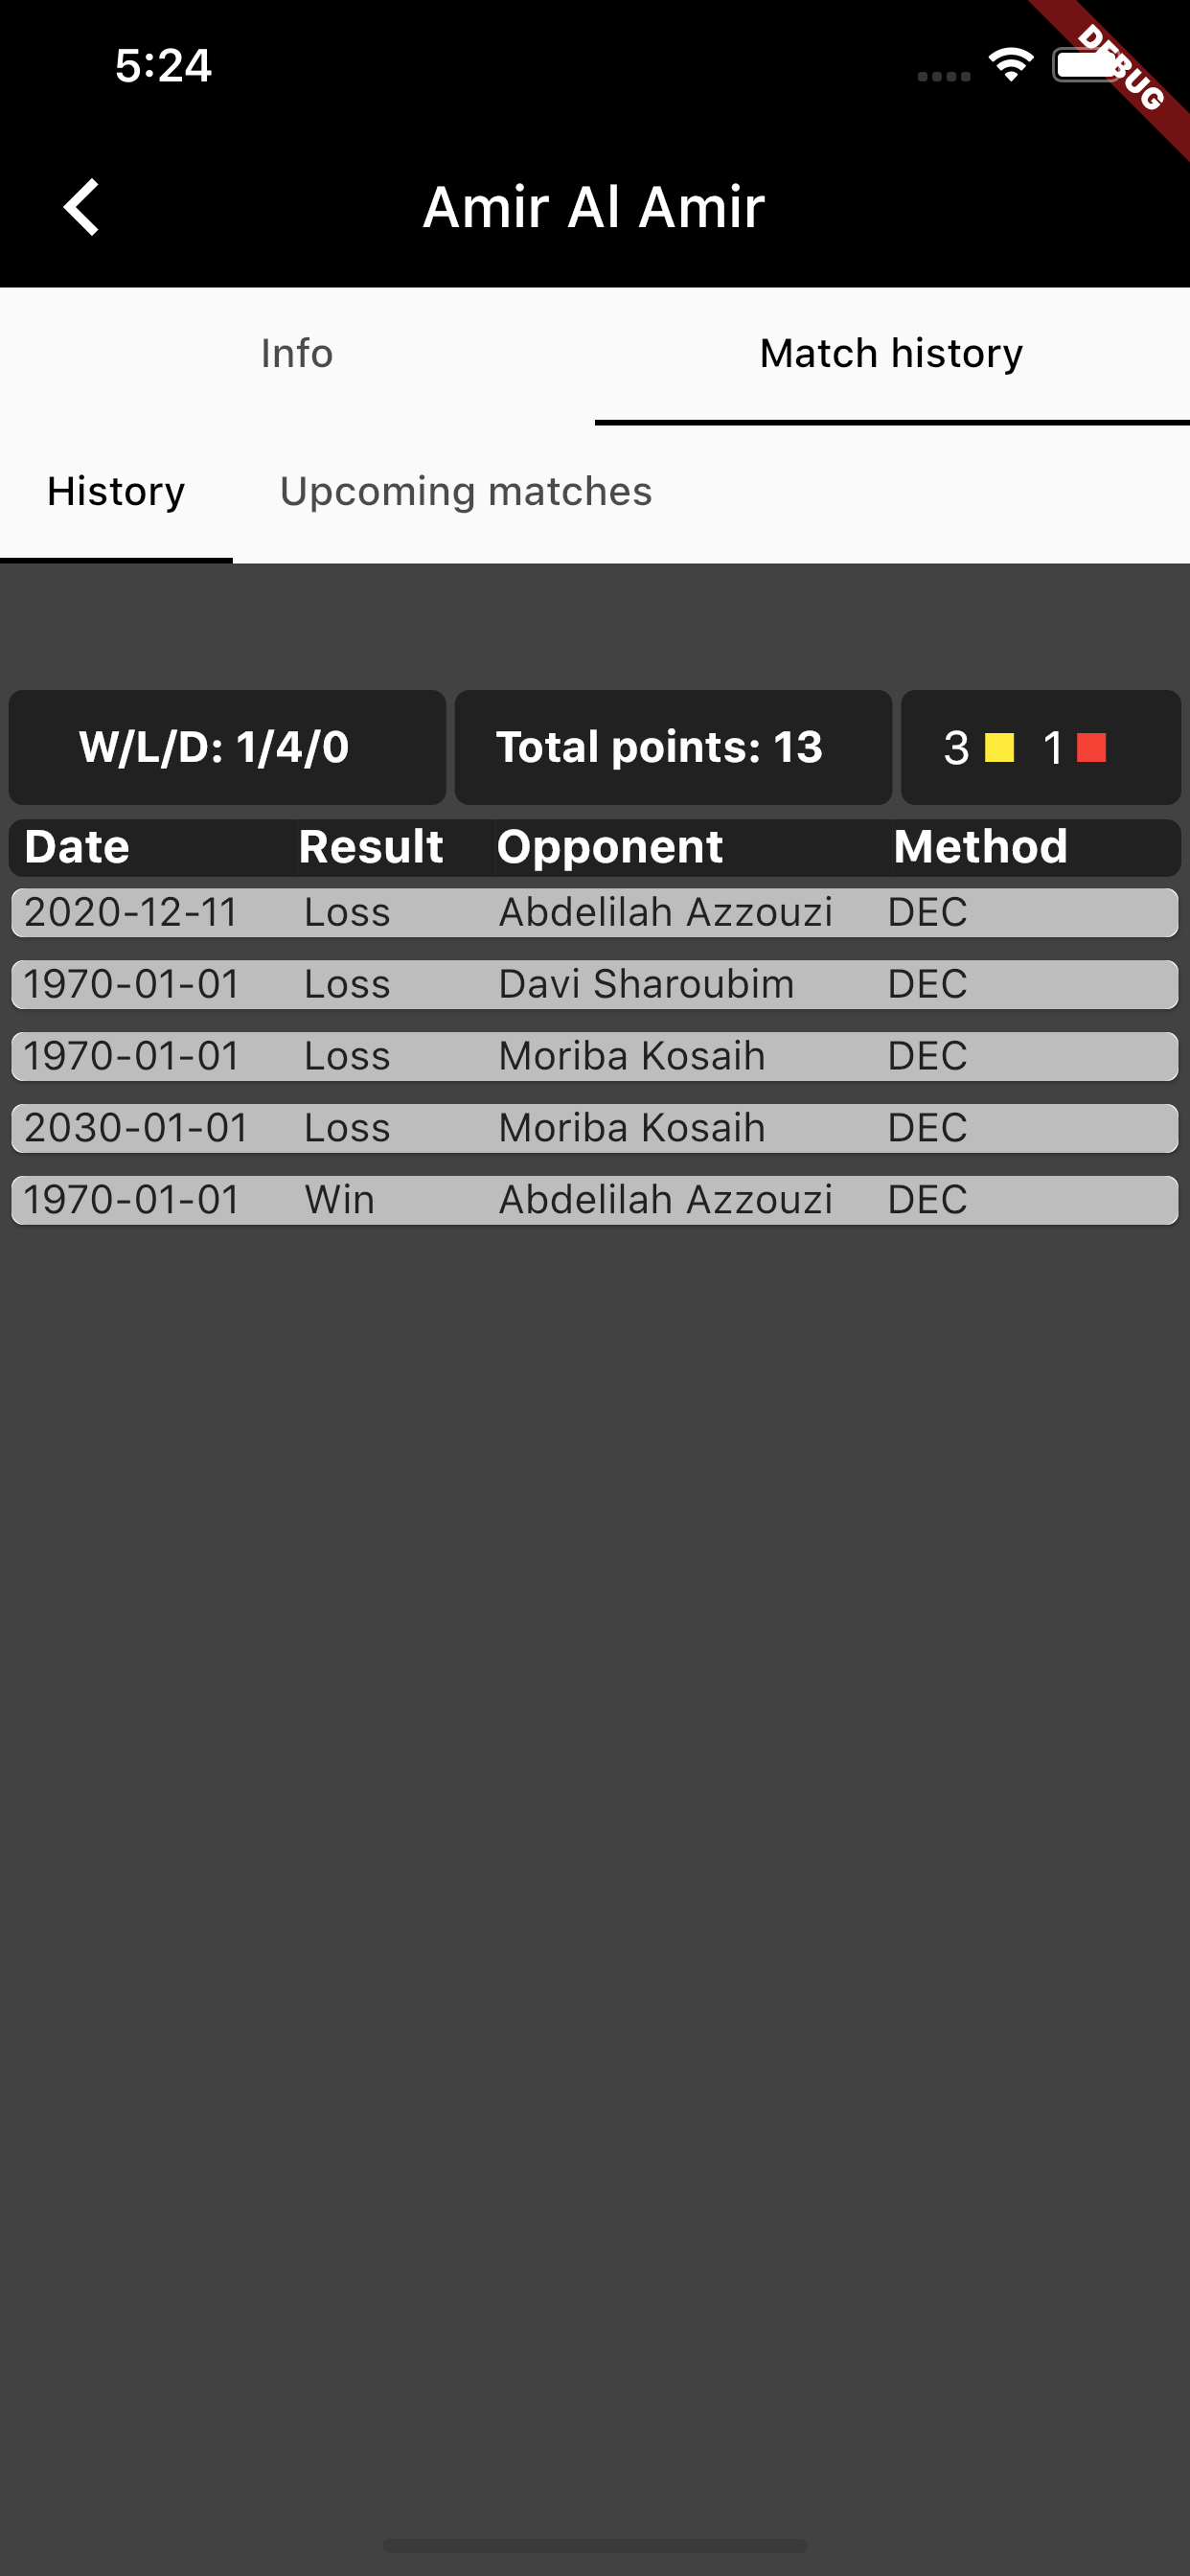 5:24
DEBUG
Amir Al Amir
Info Match history
History Upcoming matches
W/L/D: 1/4/0 Total points: 13 3 1
Date Result Opponent Method
2020-12-11 Loss Abdelilah Azzouzi DEC
1970-01-01 Loss Davi Sharoubim DEC
1970-01-01 Loss Moriba Kosaih DEC
2030-01-01 Loss Moriba Kosaih DEC
1970-01-01 Win Abdelilah Azzouzi DEC